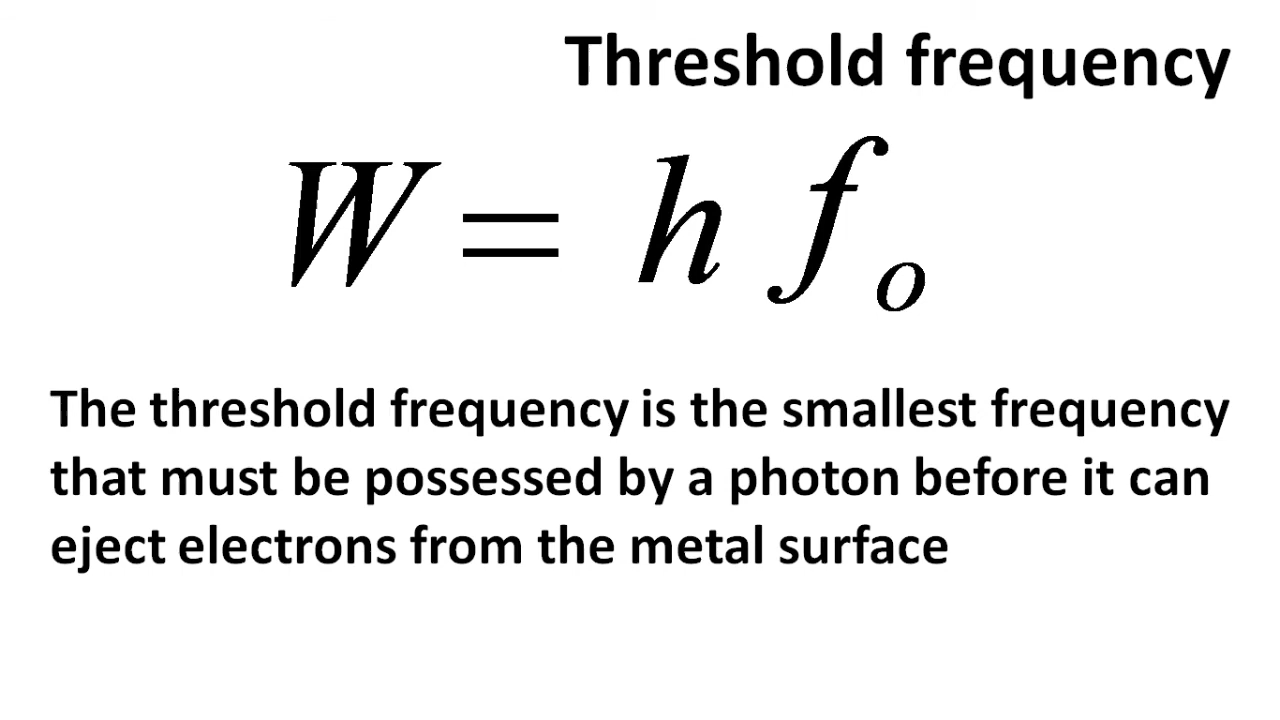 Threshold frequency
W = h fo
The threshold frequency is the smallest frequency
that must be possessed by a photon before it can
eject electrons from the metal surface